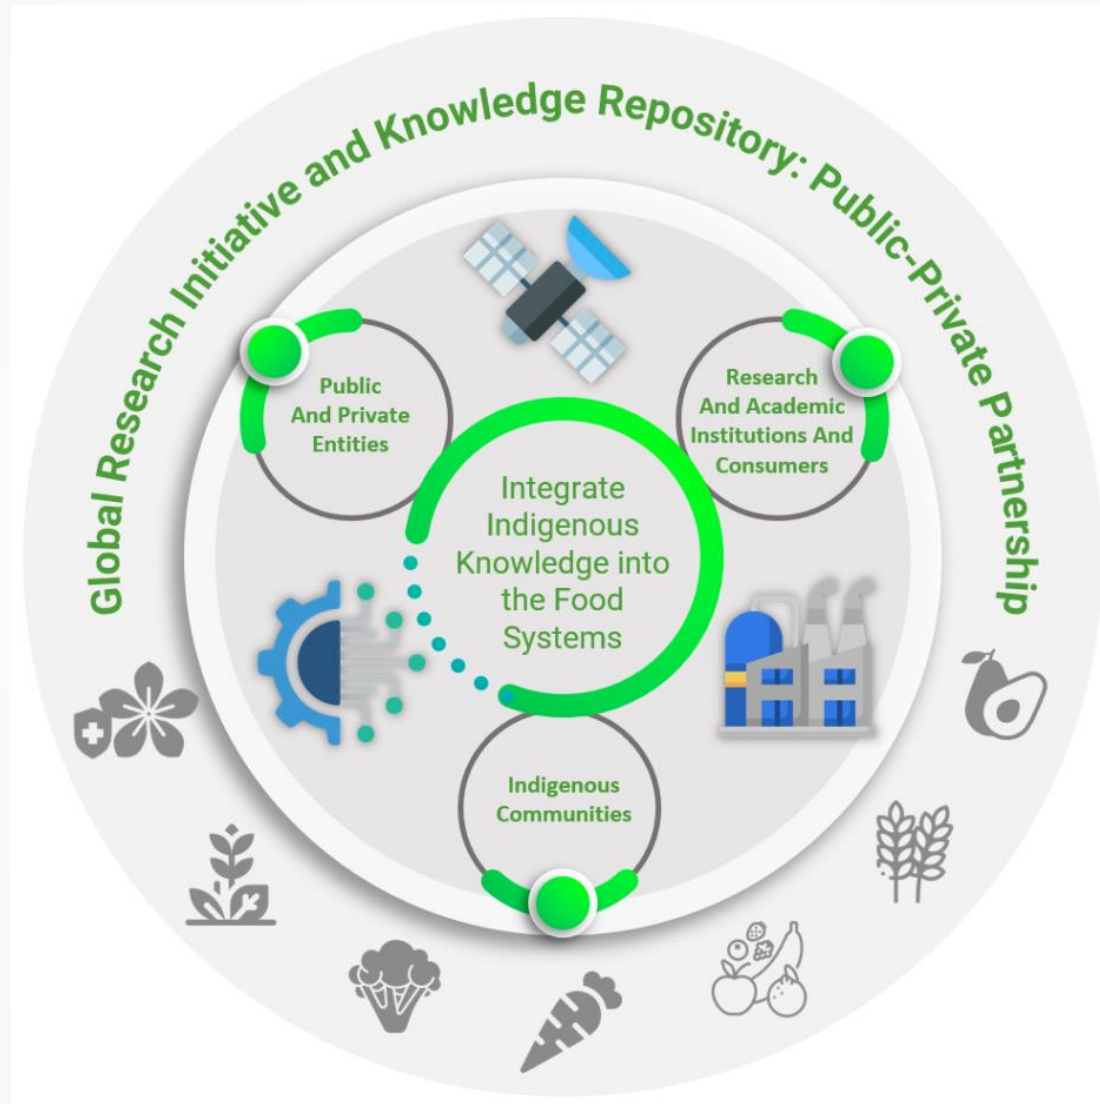 Global Research Initiative and Knowledge Repository: Public-Private Partnership
Public
And Private
Entities
Research
And Academic
Institutions And
Consumers
Integrate
Indigenous
Knowledge into
the Food
Systems
Indigenous
Communities